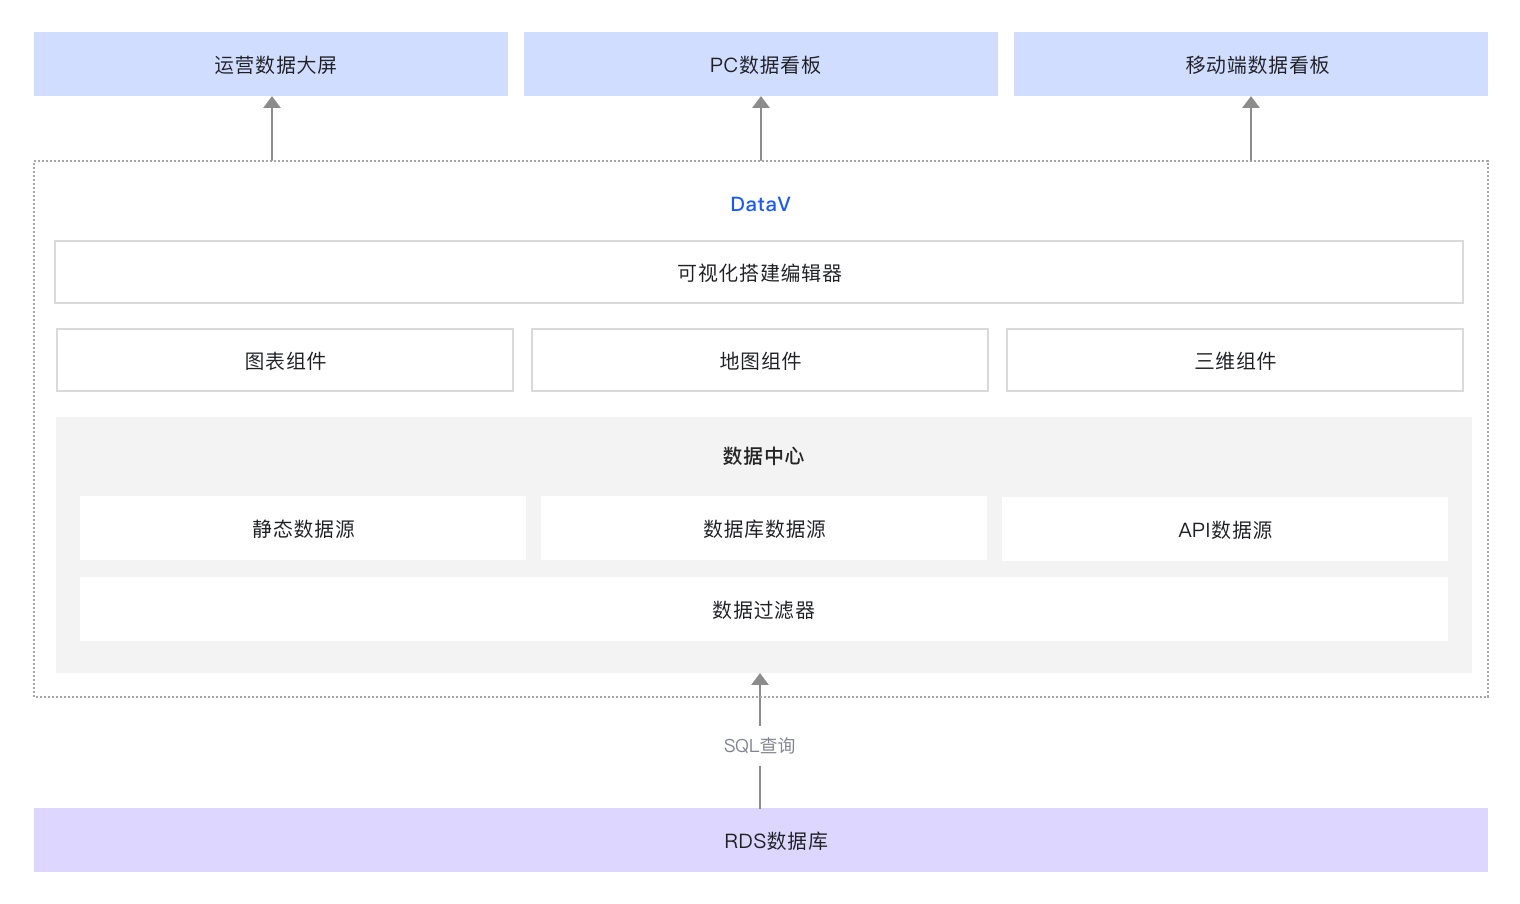 运营数据大屏
PC数据看板
移动端数据看板
DataV
可视化搭建编辑器
图表组件
地图组件
三维组件
数据中心
静态数据源
数据库数据源
API数据源
数据过滤器
SQL查询
RDS数据库